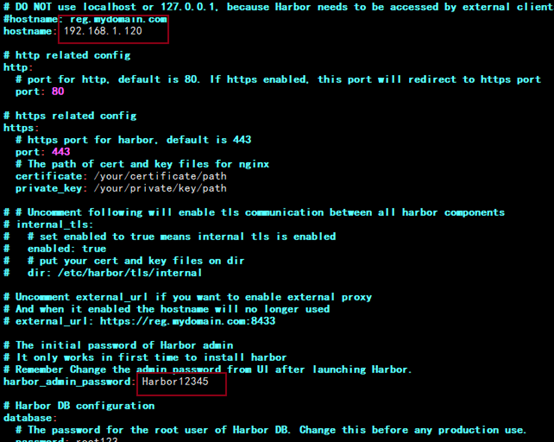 # DO NOT use localhost or 127.0.0.1, because Harbor needs to be accessed by external client
#hostname: reg.mydomain.com
hostname: 192.168.1.120
# http related config
http:
# port for http, default is 80. If https enabled, this port will redirect to https port
port: 80
# https related config
https:
# https port for harbor, default is 443
port: 443
# The path of cert and key files for nginx
certificate: /your/certificate/path
private_key: /your/private/key/path
# # Uncomment following will enable tls communication between all harbor components
# internal_tls:
#   # set enabled to true means internal tls is enabled
#   enabled: true
#   # put your cert and key files on dir
#   dir: /etc/harbor/tls/internal
# Uncomment external_url if you want to enable external proxy
# And when it enabled the hostname will no longer used
# external_url: https://reg.mydomain.com:8433
# The initial password of Harbor admin
# It only works in first time to install harbor
# Remember Change the admin password from UI after launching Harbor.
harbor_admin_password: Harbor12345
# Harbor DB configuration
database:
# The password for the root user of Harbor DB. Change this before any production use.
password: root123